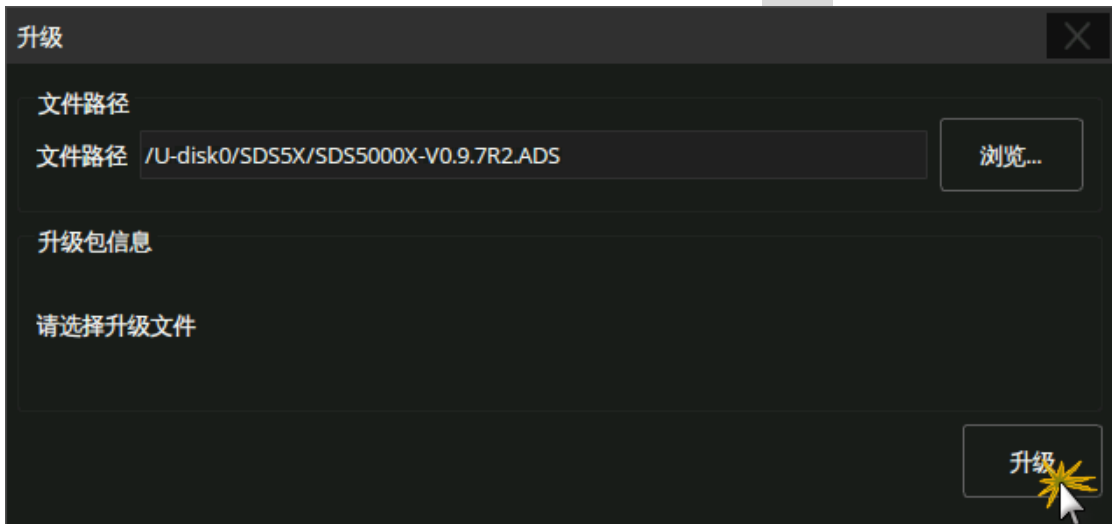 升级
文件路径
文件路径 /U-disk0/SDS5X/SDS5000X-V0.9.7R2.ADS 浏览...
升级包信息
请选择升级文件
升级